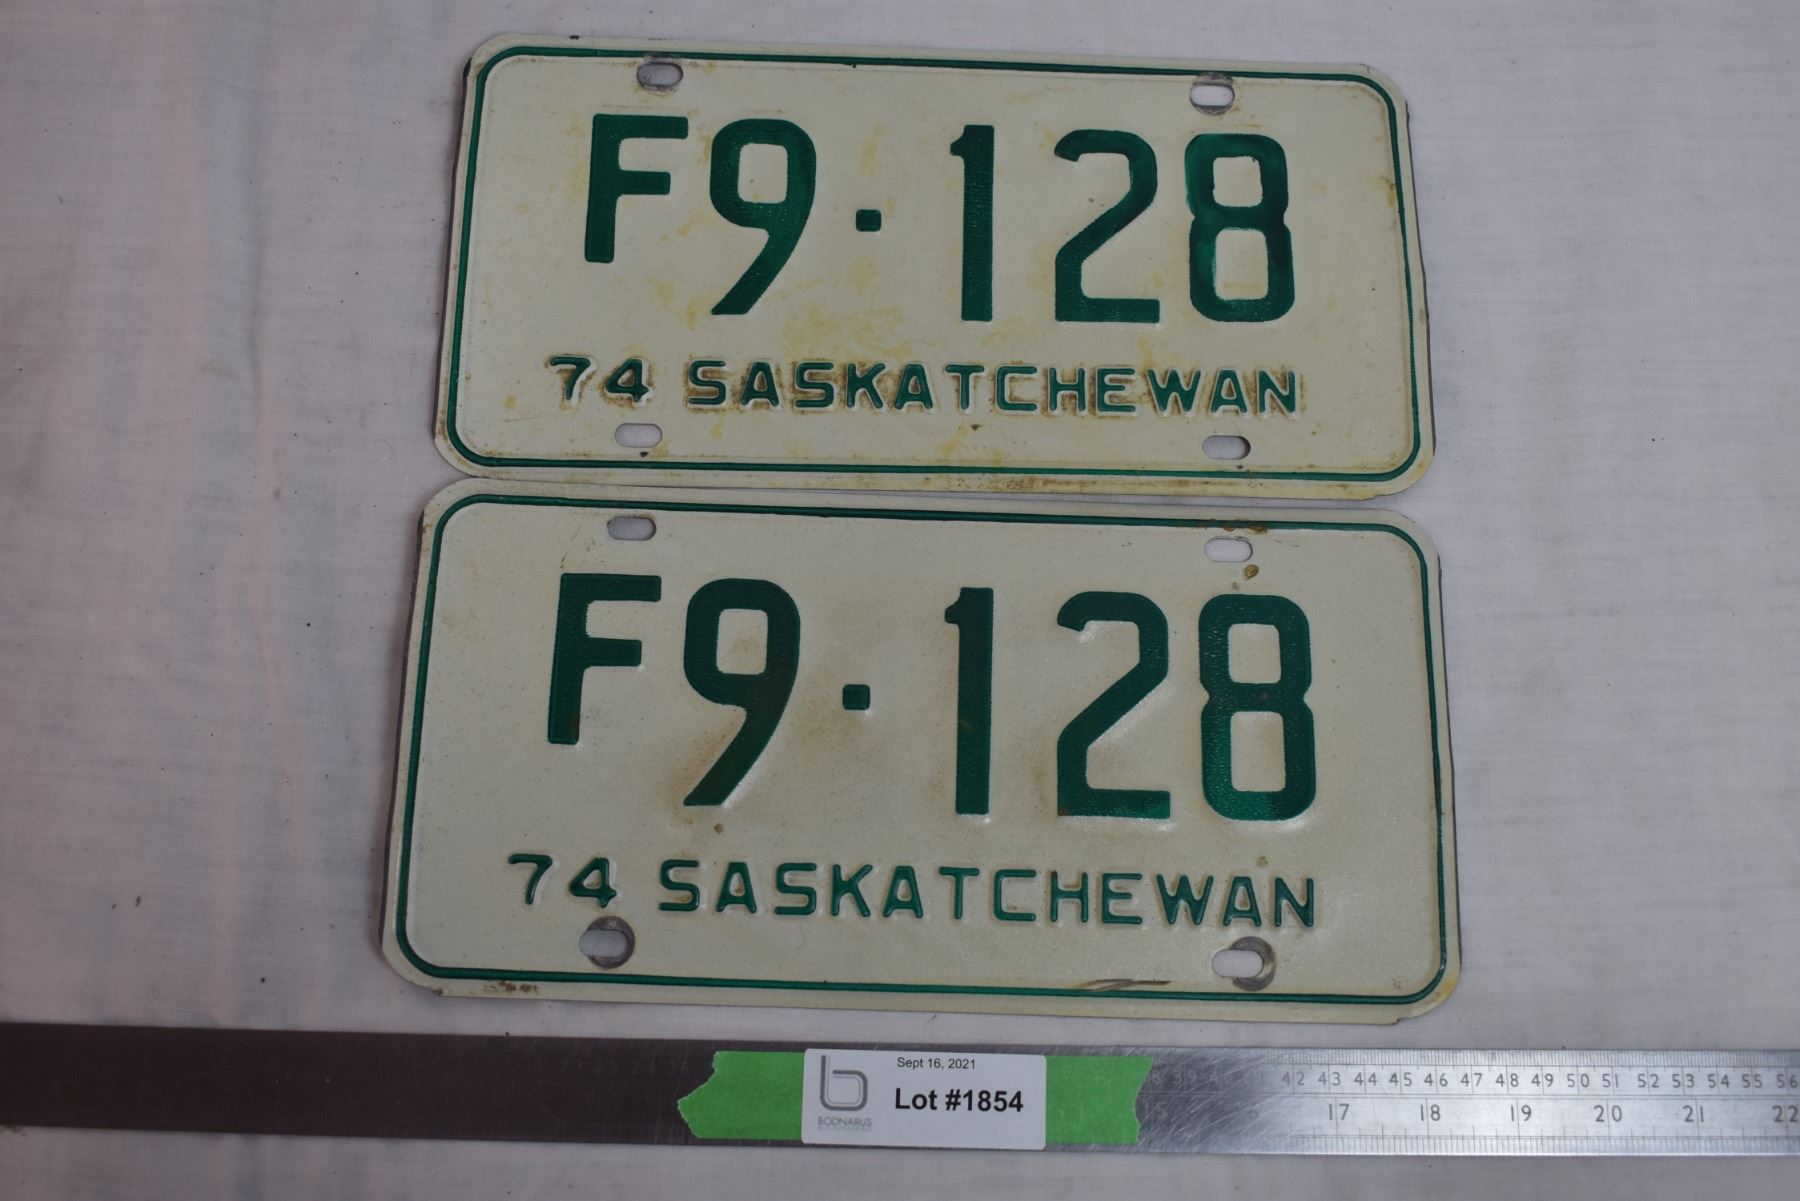 F9·128
74 SASKATCHEWAN
F9·128
74 SASKATCHEWAN
Sept 16, 2021
Lot #1854
BODNARUS
AUCTIONEERING
42 43 44 45 46 47 48 49 50 51 52 53 54 55 56
17 18 19 20 21 22